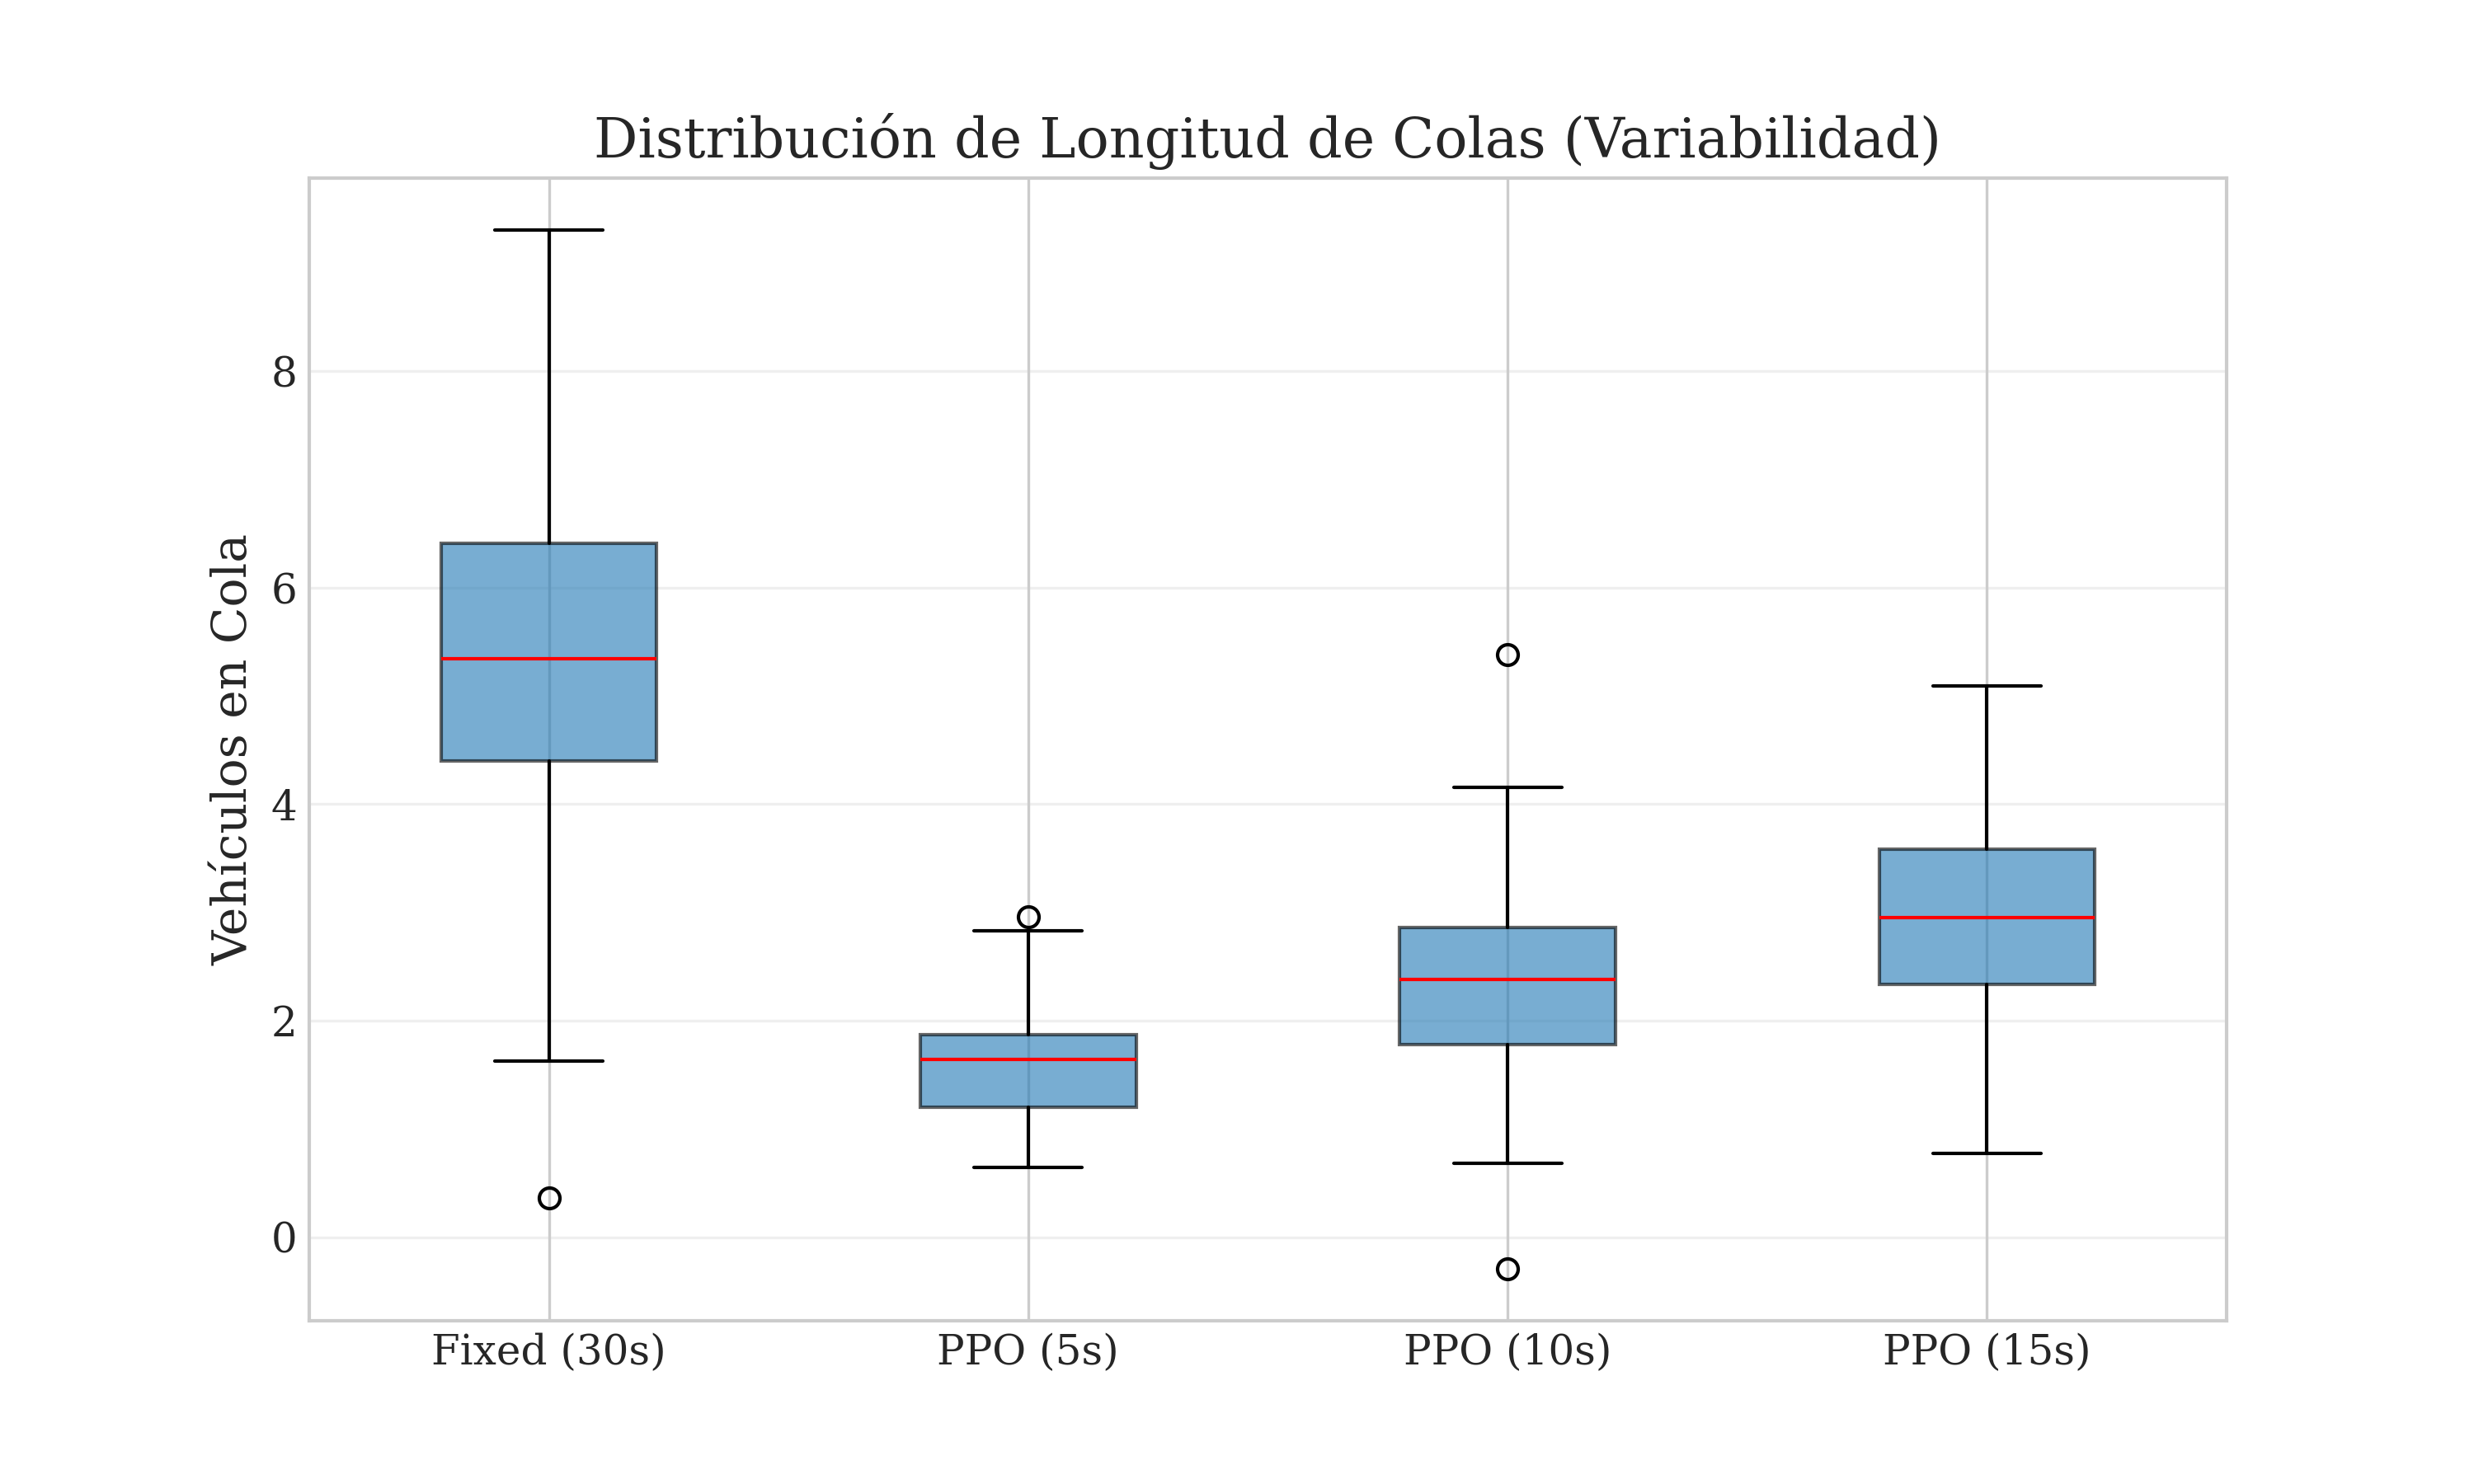 Distribución de Longitud de Colas (Variabilidad)
Vehículos en Cola
8
6
4
2
0
Fixed (30s)
PPO (5s)
PPO (10s)
PPO (15s)